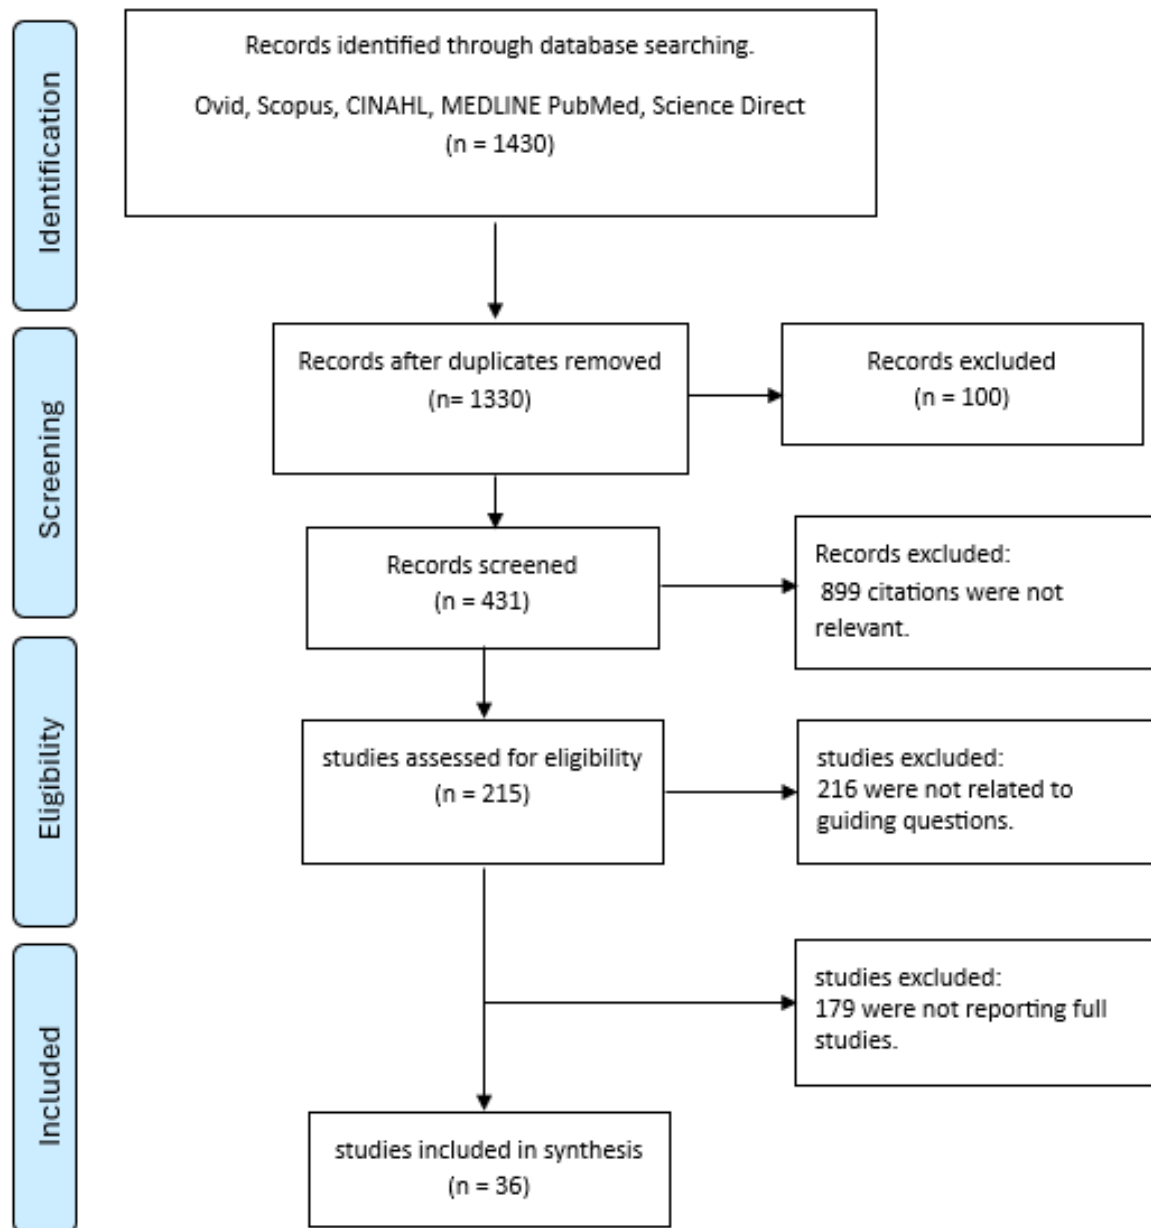 Identification
Records identified through database searching.
Ovid, Scopus, CINAHL, MEDLINE PubMed, Science Direct
(n = 1430)
Screening
Records after duplicates removed
(n= 1330)
Records excluded
(n = 100)
Records screened
(n = 431)
Records excluded:
899 citations were not
relevant.
Eligibility
studies assessed for eligibility
(n = 215)
studies excluded:
216 were not related to
guiding questions.
Included
studies excluded:
179 were not reporting full
studies.
studies included in synthesis
(n = 36)